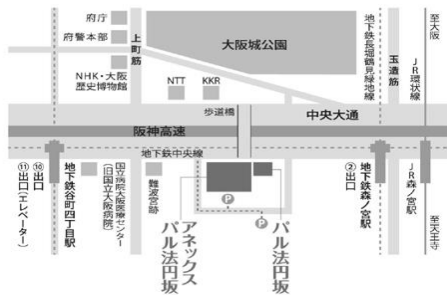 府庁
府警本部
NHK・大阪
歴史博物館
上町筋
大阪城公園
NTT
KKR
歩道橋
地下鉄長堀鶴見緑地線
玉造筋
JR環状線
至大阪
中央大通
阪神高速
地下鉄中央線
⑪出口(エレベーター)
⑩出口
地下鉄谷町四丁目駅
国立病院大阪医療センター
(旧国立大阪病院)
難波宮跡
②出口
地下鉄森ノ宮駅
JR森ノ宮駅
至天王寺
P
P
アネックス
パル法円坂
パル法円坂